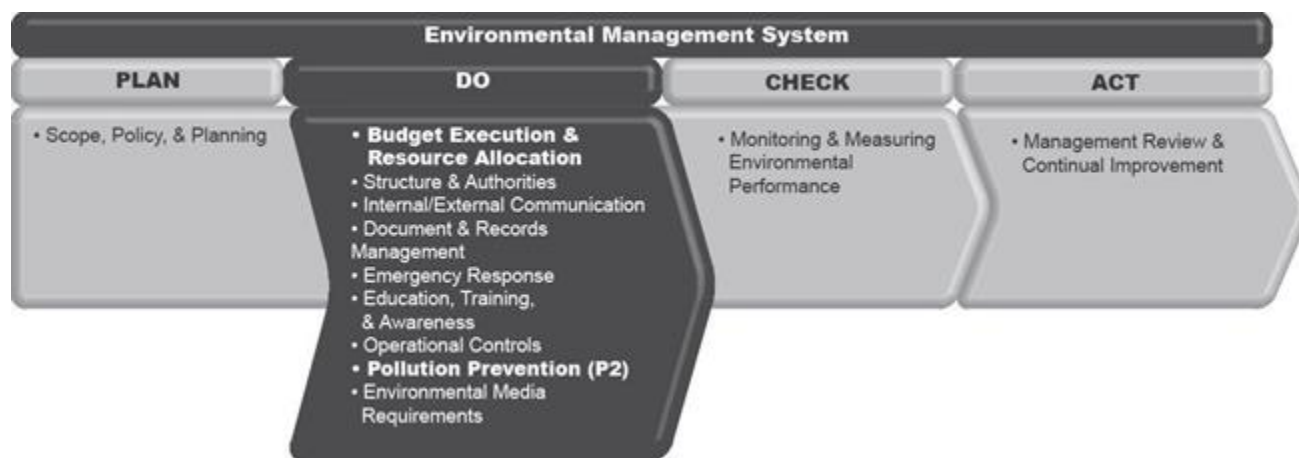 Environmental Management System
PLAN
DO
CHECK
ACT
• Scope, Policy, & Planning
• Budget Execution &
Resource Allocation
• Structure & Authorities
• Internal/External Communication
• Document & Records
Management
• Emergency Response
• Education, Training,
& Awareness
• Operational Controls
• Pollution Prevention (P2)
• Environmental Media
Requirements
• Monitoring & Measuring
Environmental
Performance
• Management Review &
Continual Improvement